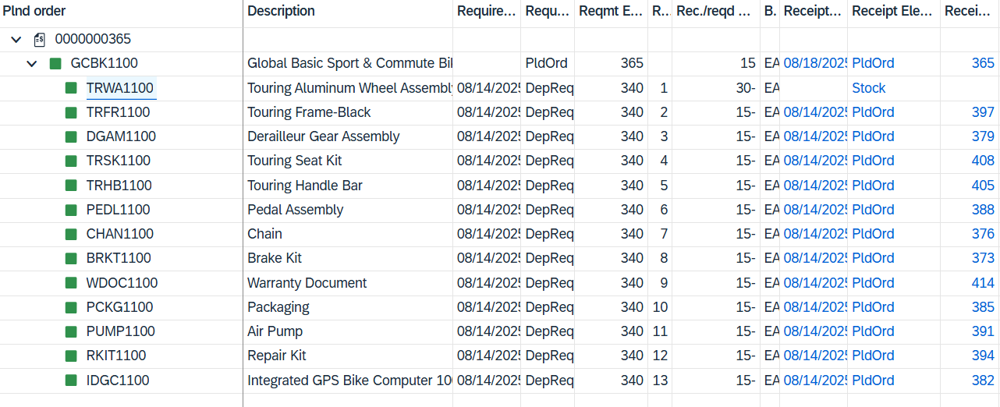 Plnd order Description Require... Requ... Reqmt E... R... Rec./reqd ... B. Receipt... Receipt Ele... Recei...
0000000365
GCBK1100 Global Basic Sport & Commute Bi PldOrd 365 15 EA 08/18/2025 PldOrd 365
TRWA1100 Touring Aluminum Wheel Assembly 08/14/2025 DepReq 340 1 30- EA Stock
TRFR1100 Touring Frame-Black 08/14/2025 DepReq 340 2 15- EA 08/14/2025 PldOrd 397
DGAM1100 Derailleur Gear Assembly 08/14/2025 DepReq 340 3 15- EA 08/14/2025 PldOrd 379
TRSK1100 Touring Seat Kit 08/14/2025 DepReq 340 4 15- EA 08/14/2025 PldOrd 408
TRHB1100 Touring Handle Bar 08/14/2025 DepReq 340 5 15- EA 08/14/2025 PldOrd 405
PEDL1100 Pedal Assembly 08/14/2025 DepReq 340 6 15- EA 08/14/2025 PldOrd 388
CHAN1100 Chain 08/14/2025 DepReq 340 7 15- EA 08/14/2025 PldOrd 376
BRKT1100 Brake Kit 08/14/2025 DepReq 340 8 15- EA 08/14/2025 PldOrd 373
WDOC1100 Warranty Document 08/14/2025 DepReq 340 9 15- EA 08/14/2025 PldOrd 414
PCKG1100 Packaging 08/14/2025 DepReq 340 10 15- EA 08/14/2025 PldOrd 385
PUMP1100 Air Pump 08/14/2025 DepReq 340 11 15- EA 08/14/2025 PldOrd 391
RKIT1100 Repair Kit 08/14/2025 DepReq 340 12 15- EA 08/14/2025 PldOrd 394
IDGC1100 Integrated GPS Bike Computer 10 08/14/2025 DepReq 340 13 15- EA 08/14/2025 PldOrd 382